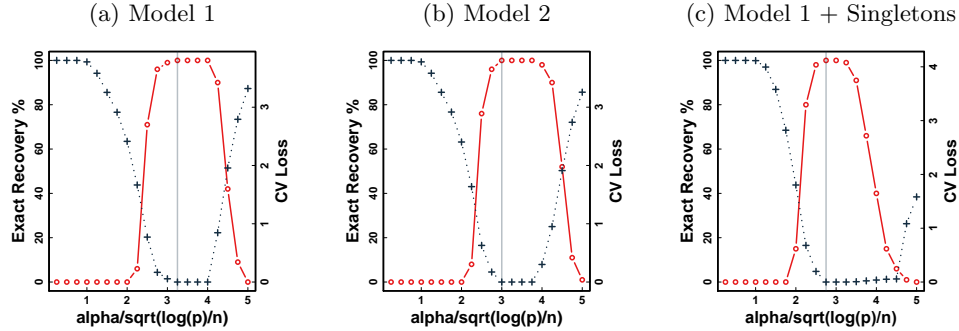 (a) Model 1
(b) Model 2
(c) Model 1 + Singletons
Exact Recovery %
0 20 40 60 80 100
1 2 3 4 5
0 1 2 3
CV Loss
alpha/sqrt(log(p)/n)
Exact Recovery %
0 20 40 60 80 100
1 2 3 4 5
0 1 2 3
CV Loss
alpha/sqrt(log(p)/n)
Exact Recovery %
0 20 40 60 80 100
1 2 3 4 5
0 1 2 3 4
CV Loss
alpha/sqrt(log(p)/n)